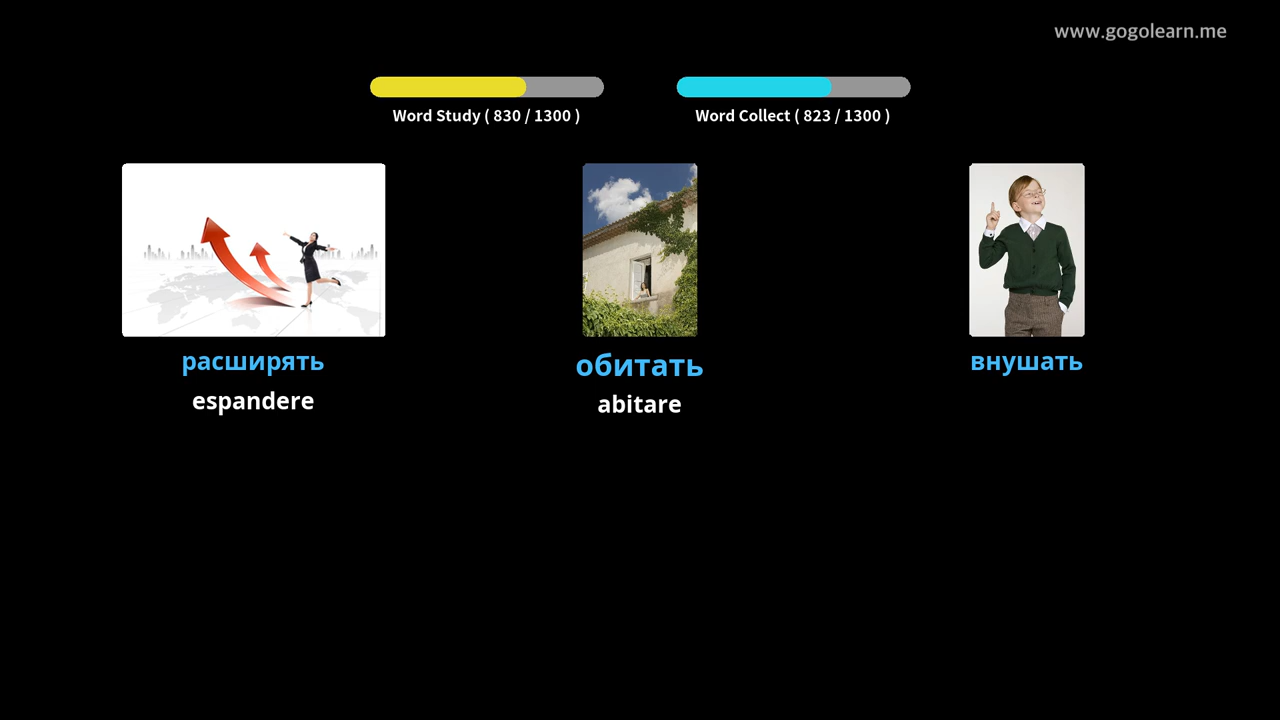 www.gogolearn.me
Word Study ( 830 / 1300 )
Word Collect ( 823 / 1300 )
расширять
espandere
обитать
abitare
внушать